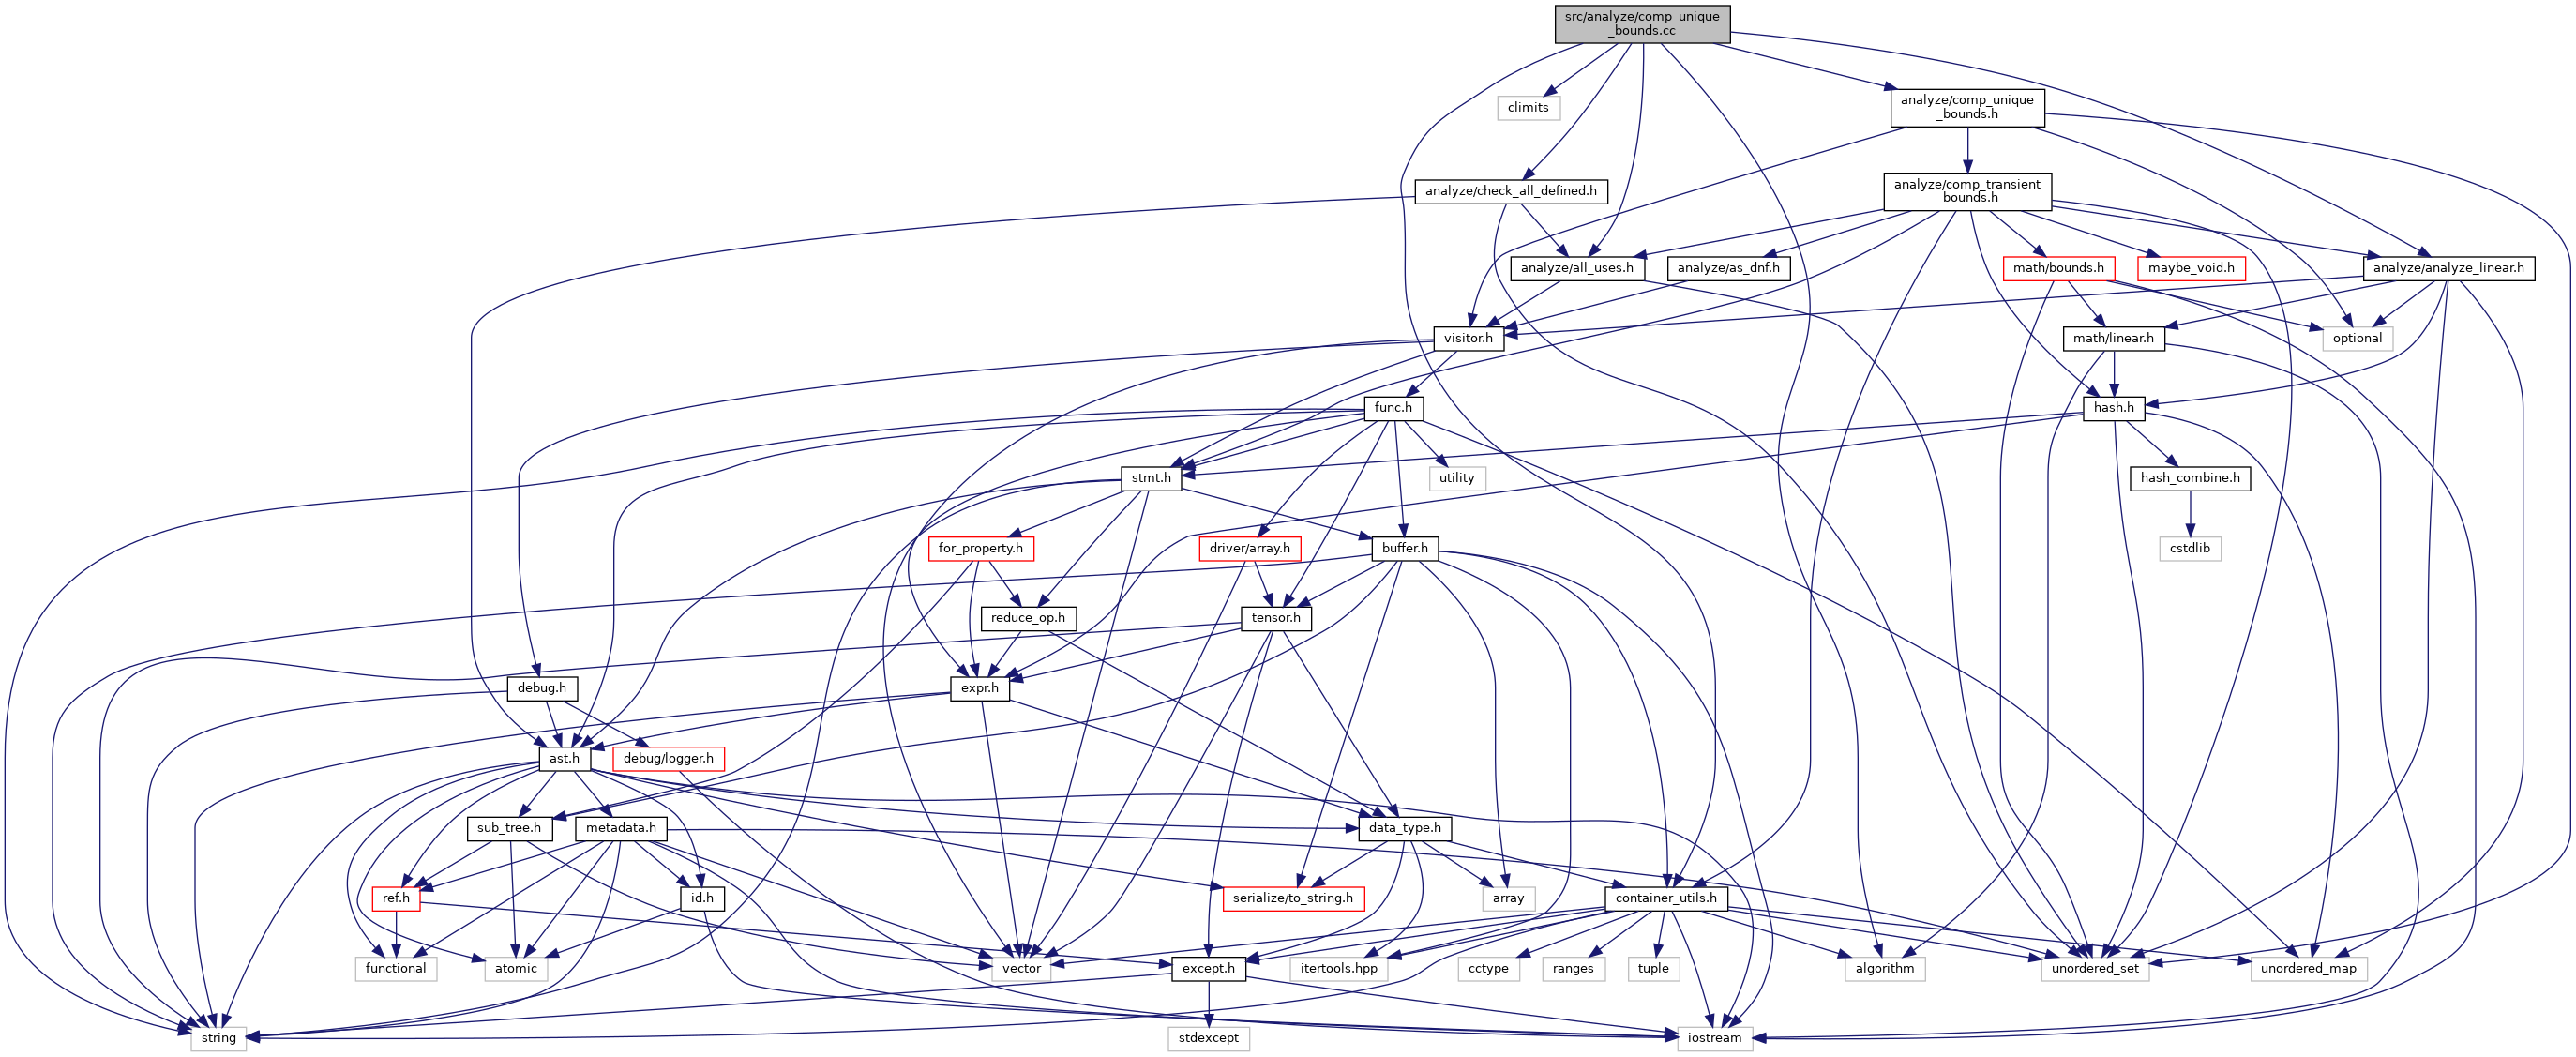 src/analyze/comp_unique
_bounds.cc
climits
analyze/comp_unique
_bounds.h
analyze/check_all_defined.h
analyze/comp_transient
_bounds.h
analyze/all_uses.h
analyze/as_dnf.h
math/bounds.h
maybe_void.h
analyze/analyze_linear.h
visitor.h
math/linear.h
optional
func.h
hash.h
stmt.h
utility
hash_combine.h
for_property.h
driver/array.h
buffer.h
cstdlib
reduce_op.h
tensor.h
debug.h
expr.h
ast.h
debug/logger.h
sub_tree.h
metadata.h
data_type.h
ref.h
id.h
serialize/to_string.h
array
container_utils.h
functional
atomic
vector
except.h
itertools.hpp
cctype
ranges
tuple
algorithm
unordered_set
unordered_map
string
stdexcept
iostream